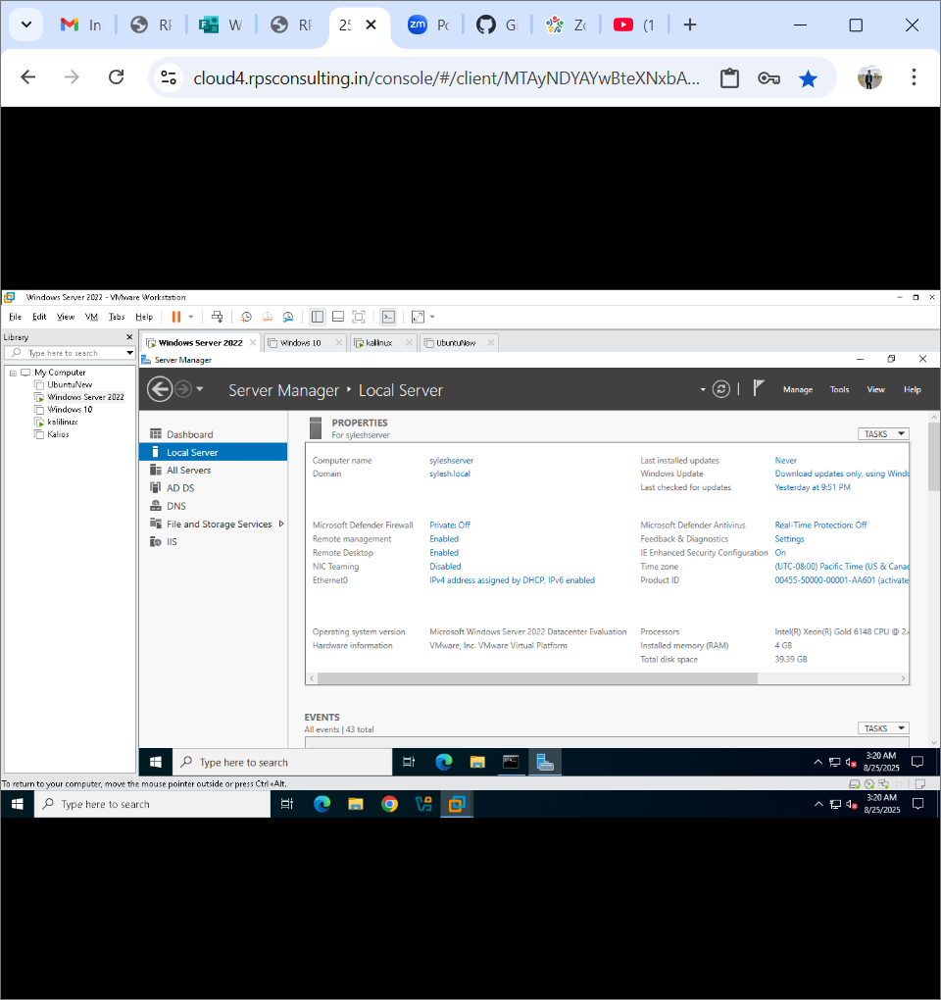 In
RF
W
RF
25
zm
Po
Gi
Zo
(1
cloud4.rpsconsulting.in/console/#/client/MTAyNDYAYwBteXNxbA...
Windows Server 2022 - VMware Workstation
File Edit View VM Tabs Help
Library
Type here to search
My Computer
UbuntuNew
Windows Server 2022
Windows 10
kalilinux
Kalios
Windows Server 2022
Windows 10
kalilinux
UbuntuNew
Server Manager
Server Manager • Local Server
Manage Tools View Help
Dashboard
Local Server
All Servers
AD DS
DNS
File and Storage Services
IIS
PROPERTIES
For syleshserver
TASKS
Computer name syleshserver
Domain sylesh.local
Last installed updates Never
Windows Update Download updates only, using Windo
Last checked for updates Yesterday at 9:51 PM
Microsoft Defender Firewall Private: Off
Remote management Enabled
Remote Desktop Enabled
NIC Teaming Disabled
Ethernet0 IPv4 address assigned by DHCP, IPv6 enabled
Microsoft Defender Antivirus Real-Time Protection: Off
Feedback & Diagnostics Settings
IE Enhanced Security Configuration On
Time zone (UTC-08:00) Pacific Time (US & Canad
Product ID 00455-50000-00001-AA601 (activate
Operating system version Microsoft Windows Server 2022 Datacenter Evaluation
Hardware information VMware, Inc. VMware Virtual Platform
Processors Intel(R) Xeon(R) Gold 6148 CPU @ 2.4
Installed memory (RAM) 4 GB
Total disk space 39.39 GB
EVENTS
All events | 43 total
TASKS
Type here to search
3:20 AM
8/25/2025
To return to your computer, move the mouse pointer outside or press Ctrl+Alt.
Type here to search
3:20 AM
8/25/2025